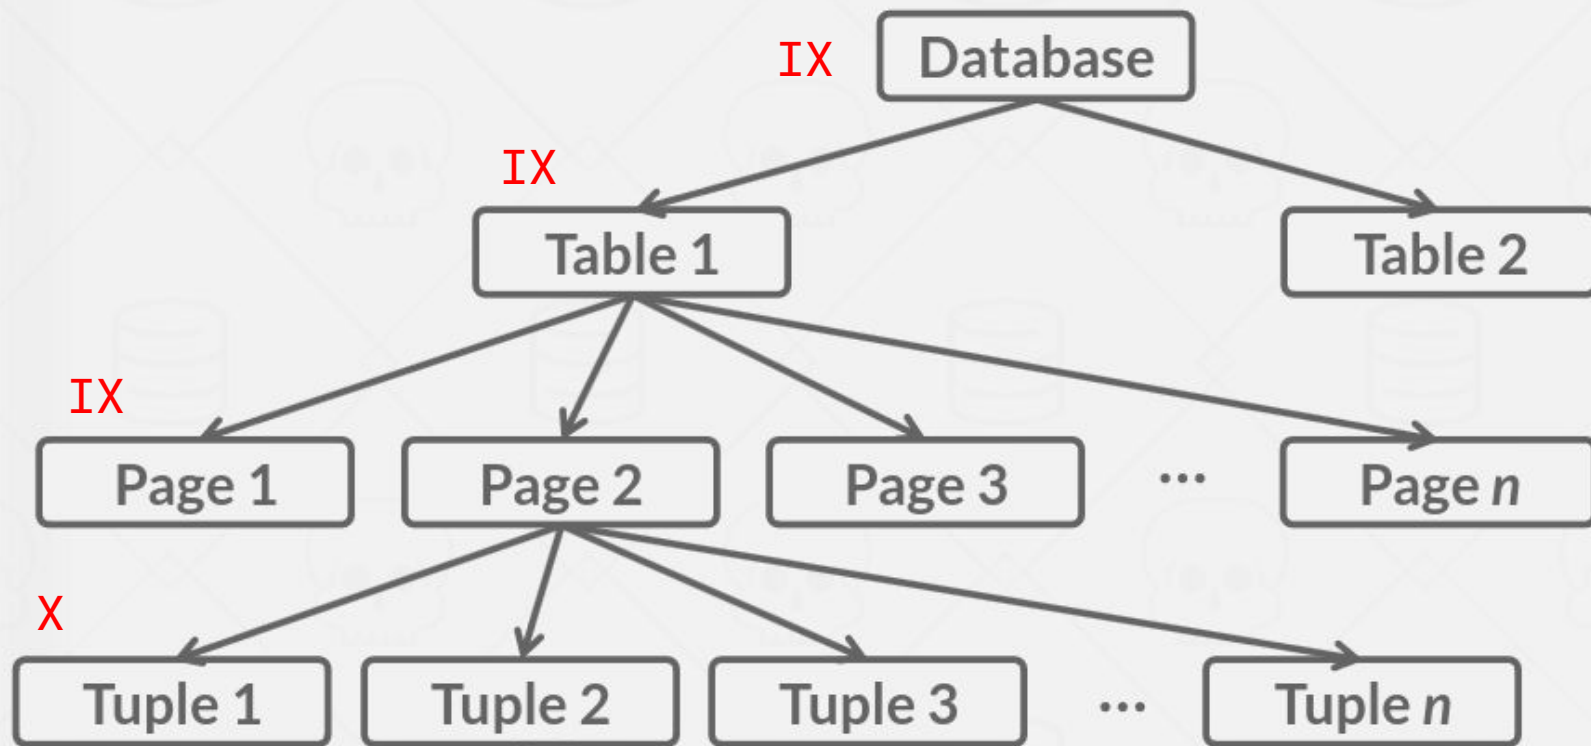 IX Database
IX
Table 1 Table 2
IX
Page 1 Page 2 Page 3 ... Page n
X
Tuple 1 Tuple 2 Tuple 3 ... Tuple n